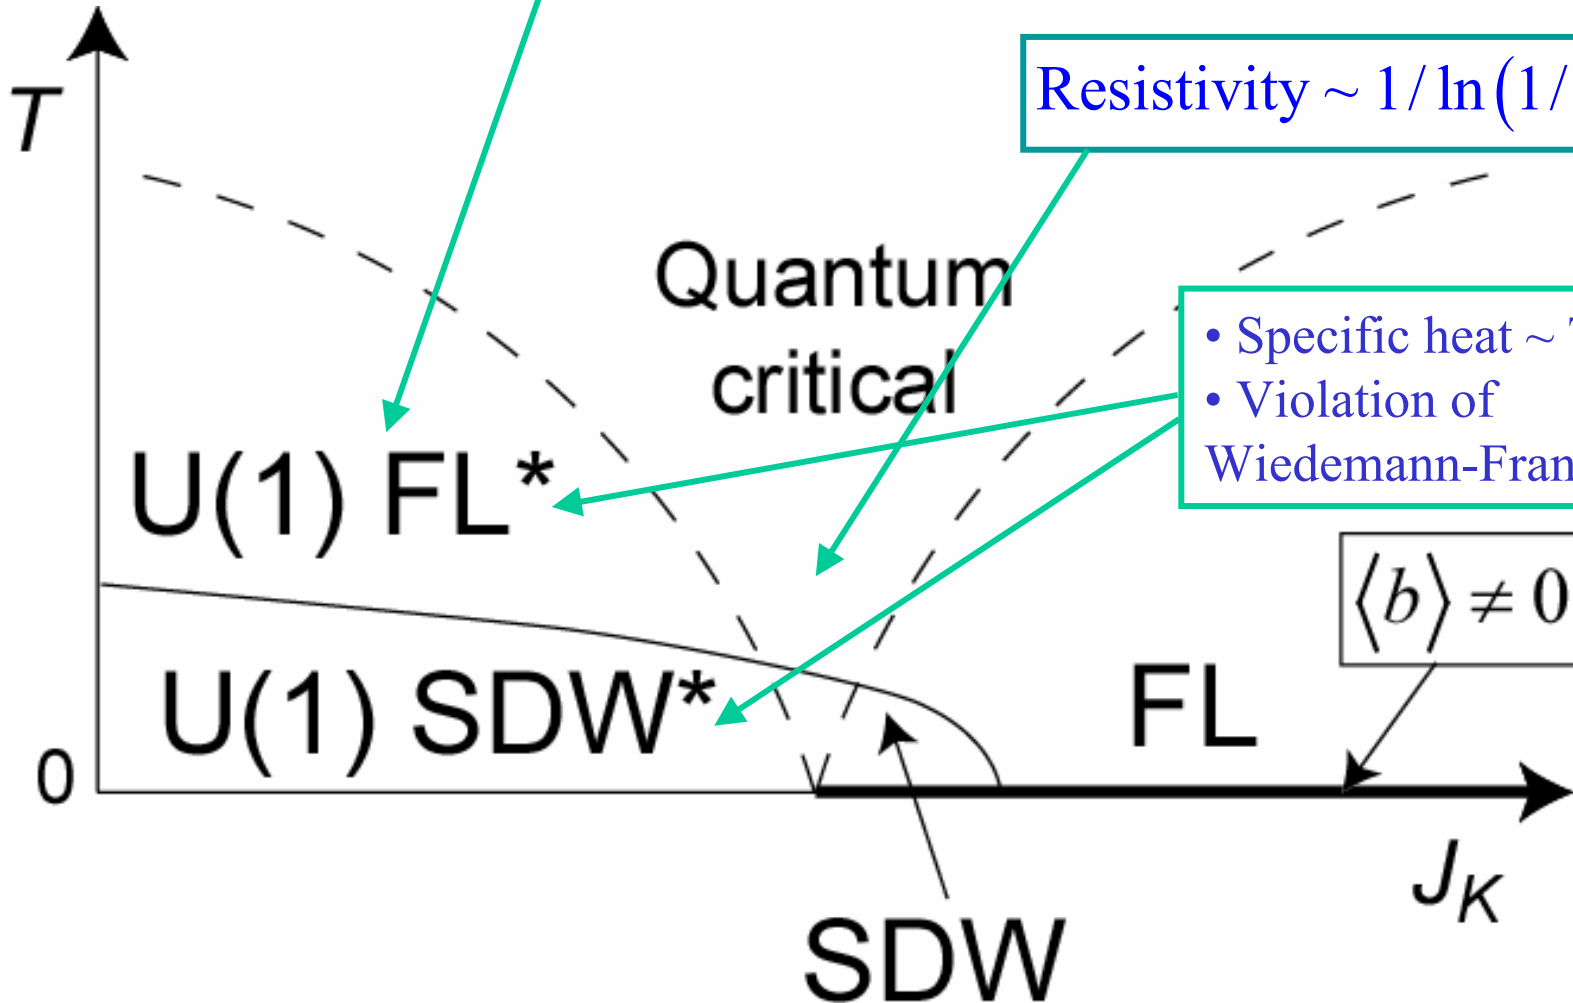 T
Resistivity ~ 1/ ln(1/
Quantum
critical
• Specific heat ~
• Violation of
Wiedemann-Fran
U(1) FL*
⟨b⟩ ≠ 0
U(1) SDW*
FL
0
J_K
SDW